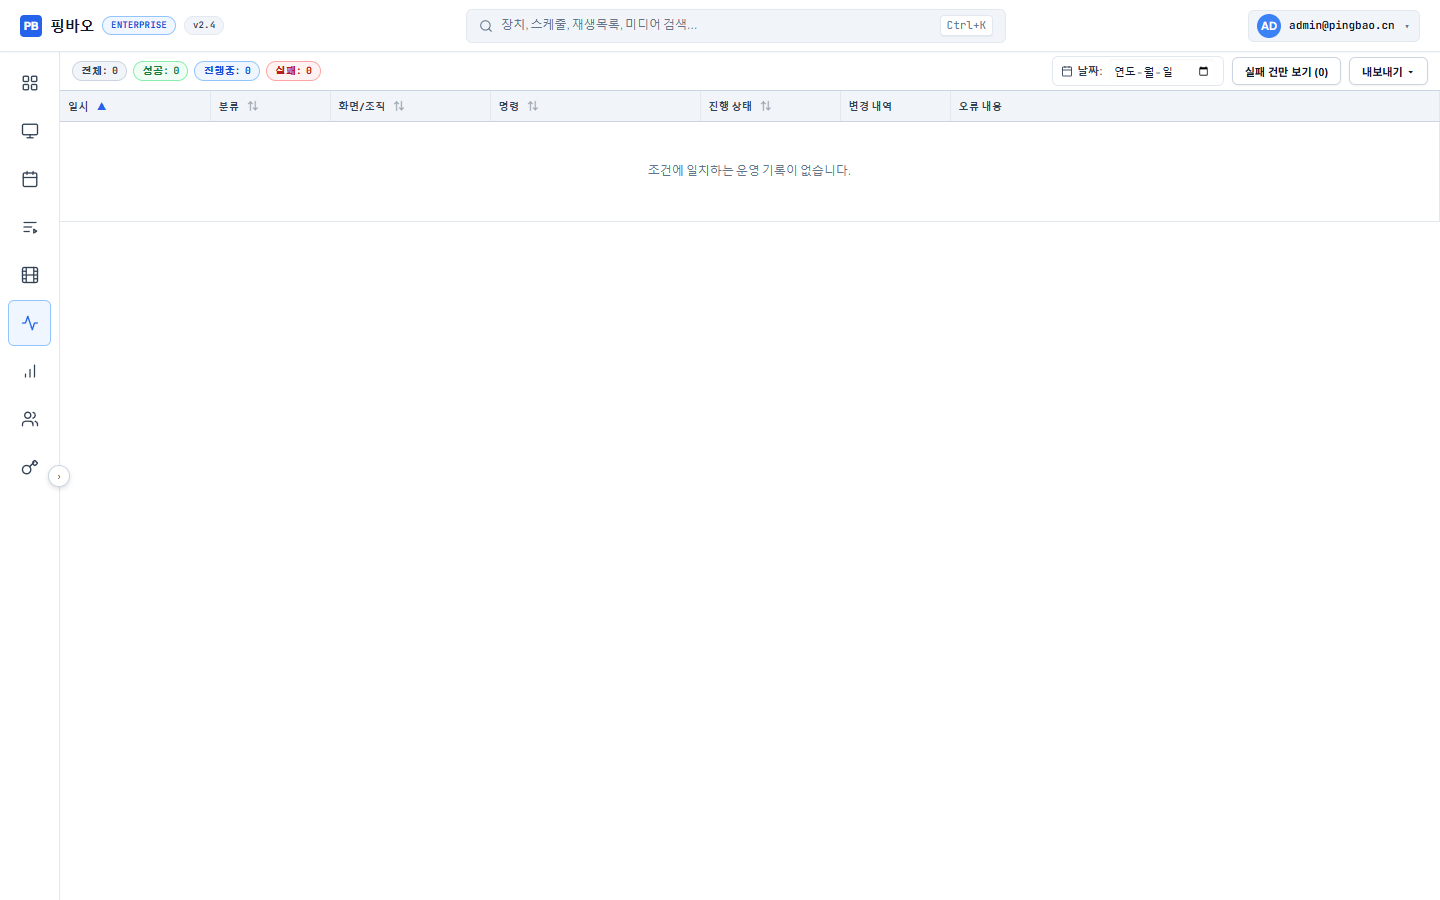 PB 핑바오 ENTERPRISE v2.4 장치, 스케줄, 재생목록, 미디어 검색... Ctrl+K AD admin@pingbao.cn
전체: 0 성공: 0 진행중: 0 실패: 0 날짜: 연도-월-일 실패 건만 보기 (0) 내보내기
일시 분류 화면/조직 명령 진행 상태 변경 내역 오류 내용
조건에 일치하는 운영 기록이 없습니다.